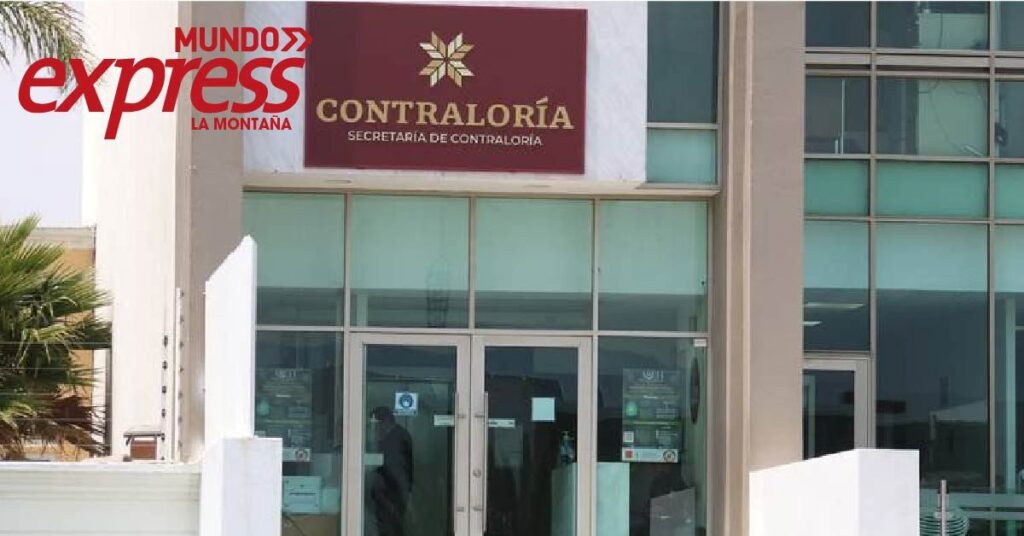 MUNDO
express
LA MONTAÑA
CONTRALORÍA
SECRETARÍA DE CONTRALORÍA